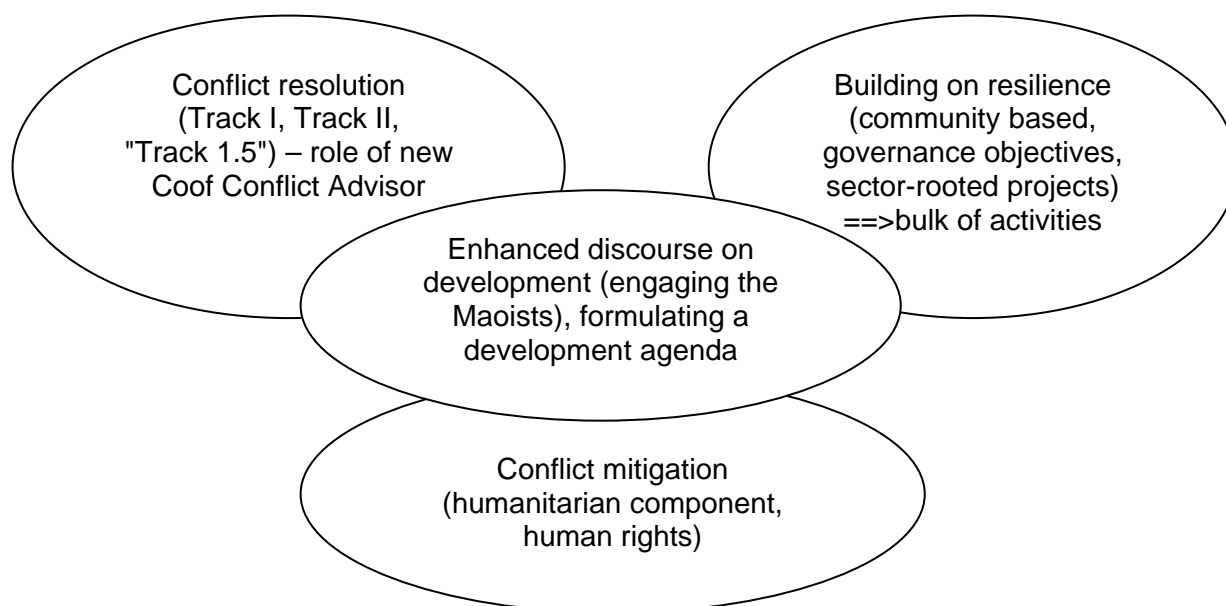 Conflict resolution
(Track I, Track II,
"Track 1.5") – role of new
Coof Conflict Advisor
Building on resilience
(community based,
governance objectives,
sector-rooted projects)
==>bulk of activities
Enhanced discourse on
development (engaging the
Maoists), formulating a
development agenda
Conflict mitigation
(humanitarian component,
human rights)